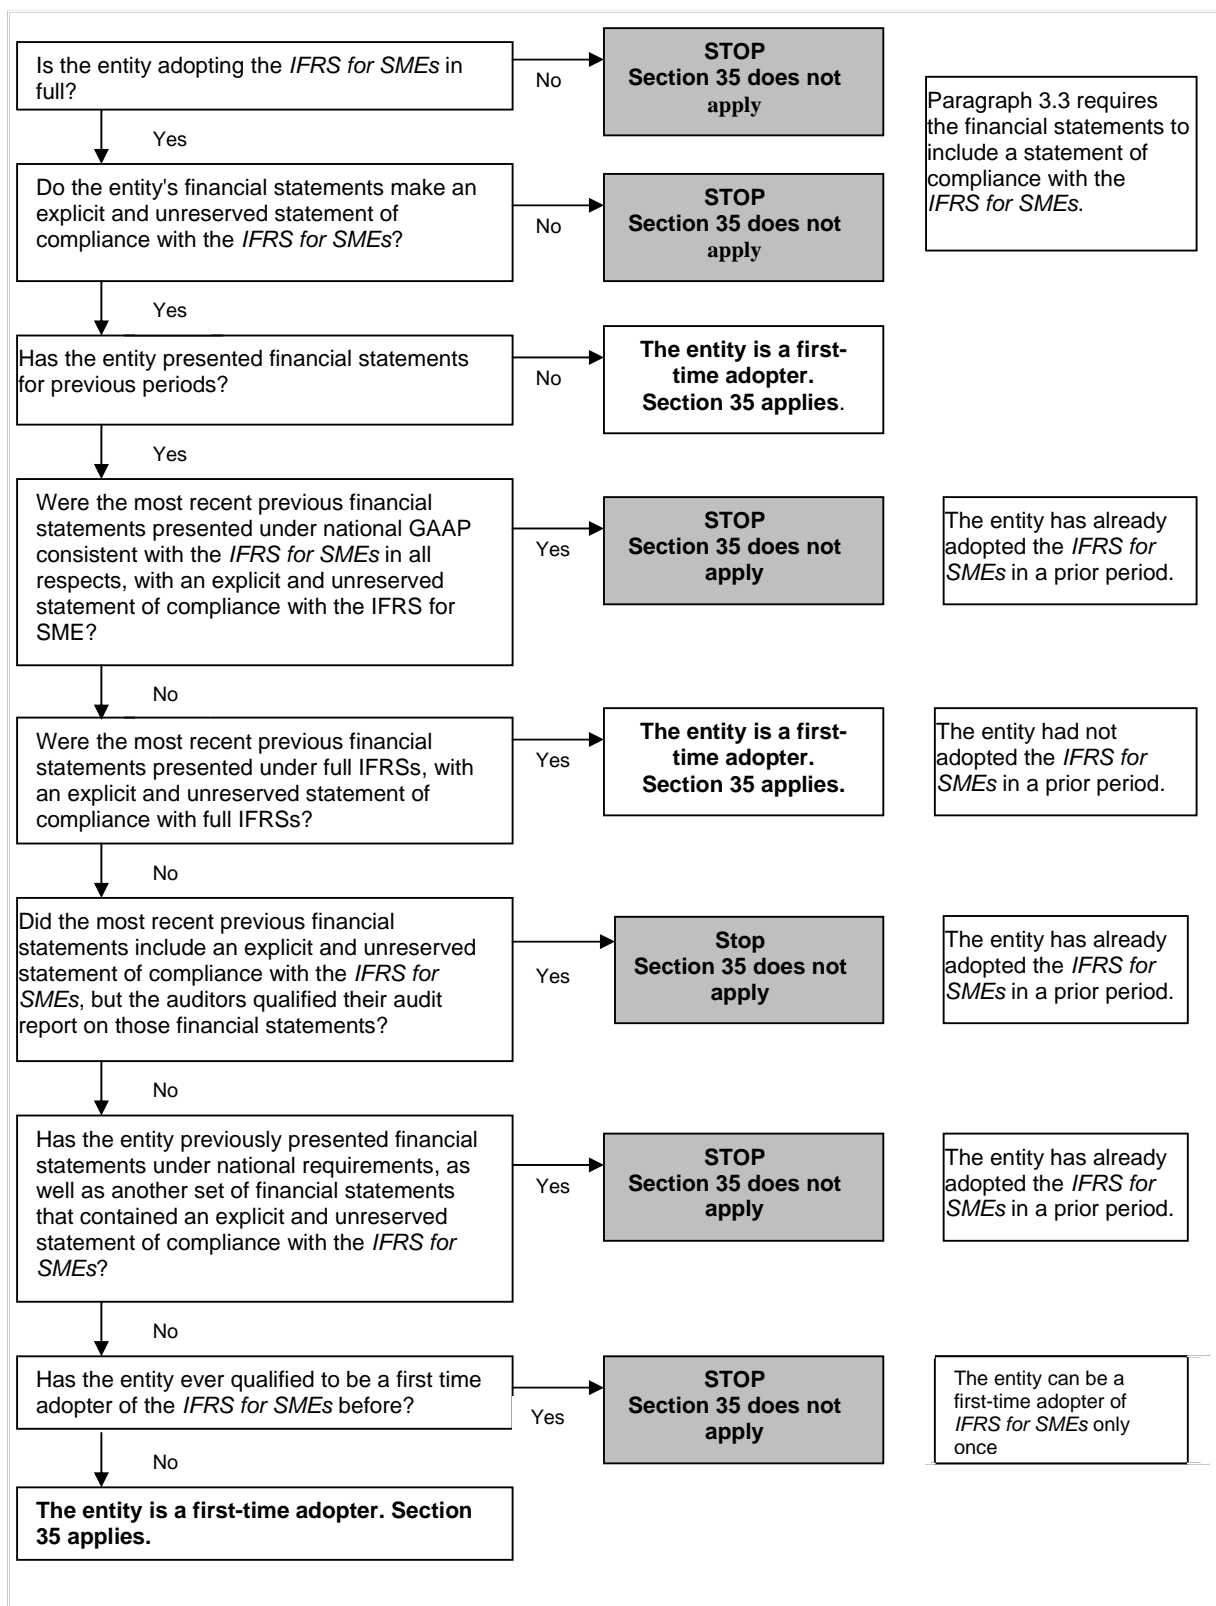 Is the entity adopting the IFRS for SMEs in
full?
No
STOP
Section 35 does not
apply
Paragraph 3.3 requires
the financial statements to
include a statement of
compliance with the
IFRS for SMEs.
Yes
Do the entity's financial statements make an
explicit and unreserved statement of
compliance with the IFRS for SMEs?
No
STOP
Section 35 does not
apply
Yes
Has the entity presented financial statements
for previous periods?
No
The entity is a first-
time adopter.
Section 35 applies.
Yes
Were the most recent previous financial
statements presented under national GAAP
consistent with the IFRS for SMEs in all
respects, with an explicit and unreserved
statement of compliance with the IFRS for
SME?
Yes
STOP
Section 35 does not
apply
The entity has already
adopted the IFRS for
SMEs in a prior period.
No
Were the most recent previous financial
statements presented under full IFRSs, with
an explicit and unreserved statement of
compliance with full IFRSs?
Yes
The entity is a first-
time adopter.
Section 35 applies.
The entity had not
adopted the IFRS for
SMEs in a prior period.
No
Did the most recent previous financial
statements include an explicit and unreserved
statement of compliance with the IFRS for
SMEs, but the auditors qualified their audit
report on those financial statements?
Yes
Stop
Section 35 does not
apply
The entity has already
adopted the IFRS for
SMEs in a prior period.
No
Has the entity previously presented financial
statements under national requirements, as
well as another set of financial statements
that contained an explicit and unreserved
statement of compliance with the IFRS for
SMEs?
Yes
STOP
Section 35 does not
apply
The entity has already
adopted the IFRS for
SMEs in a prior period.
No
Has the entity ever qualified to be a first time
adopter of the IFRS for SMEs before?
Yes
STOP
Section 35 does not
apply
The entity can be a
first-time adopter of
IFRS for SMEs only
once
No
The entity is a first-time adopter. Section
35 applies.